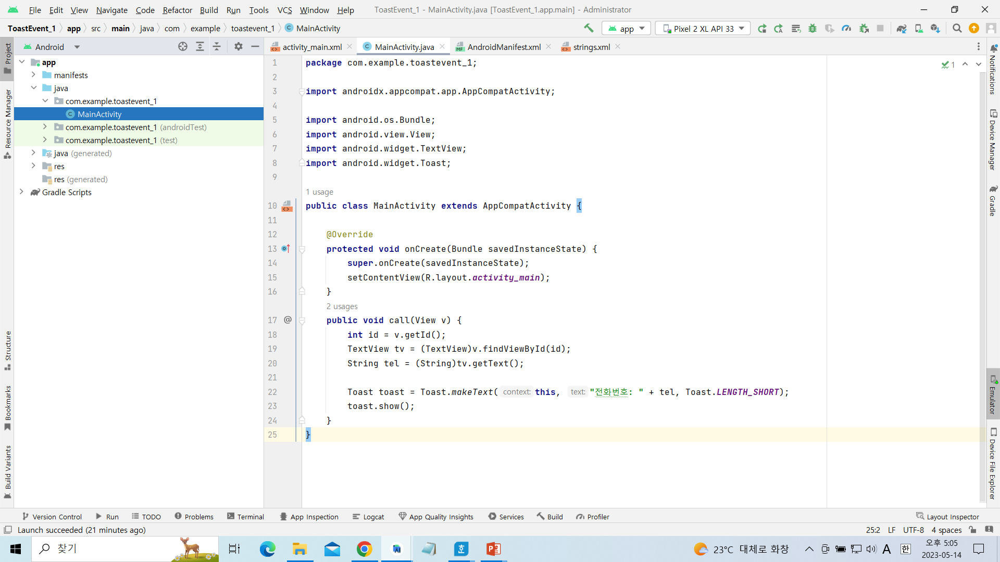 File Edit View Navigate Code Refactor Build Run Tools VCS Window Help ToastEvent_1 - MainActivity.java [ToastEvent_1.app.main] - Administrator
ToastEvent_1 app src main java com example toastevent_1 MainActivity app Pixel 2 XL API 33
Android
activity_main.xml MainActivity.java AndroidManifest.xml strings.xml
Project
Resource Manager
Structure
Bookmarks
Build Variants
app
manifests
java
com.example.toastevent_1
MainActivity
com.example.toastevent_1 (androidTest)
com.example.toastevent_1 (test)
java (generated)
res
res (generated)
Gradle Scripts
1 package com.example.toastevent_1;
2
3 import androidx.appcompat.app.AppCompatActivity;
4
5 import android.os.Bundle;
6 import android.view.View;
7 import android.widget.TextView;
8 import android.widget.Toast;
9
1 usage
10 public class MainActivity extends AppCompatActivity {
11
12 @Override
13 protected void onCreate(Bundle savedInstanceState) {
14 super.onCreate(savedInstanceState);
15 setContentView(R.layout.activity_main);
16 }
2 usages
17 @ public void call(View v) {
18 int id = v.getId();
19 TextView tv = (TextView)v.findViewById(id);
20 String tel = (String)tv.getText();
21
22 Toast toast = Toast.makeText( context: this, text: "전화번호: " + tel, Toast.LENGTH_SHORT);
23 toast.show();
24 }
25 }
1
Notifications
Device Manager
Gradle
Emulator
Device File Explorer
Version Control Run TODO Problems Terminal App Inspection Logcat App Quality Insights Services Build Profiler Layout Inspector
Launch succeeded (21 minutes ago) 25:2 LF UTF-8 4 spaces
찾기
23°C 대체로 화창 A 한 오후 5:05
2023-05-14